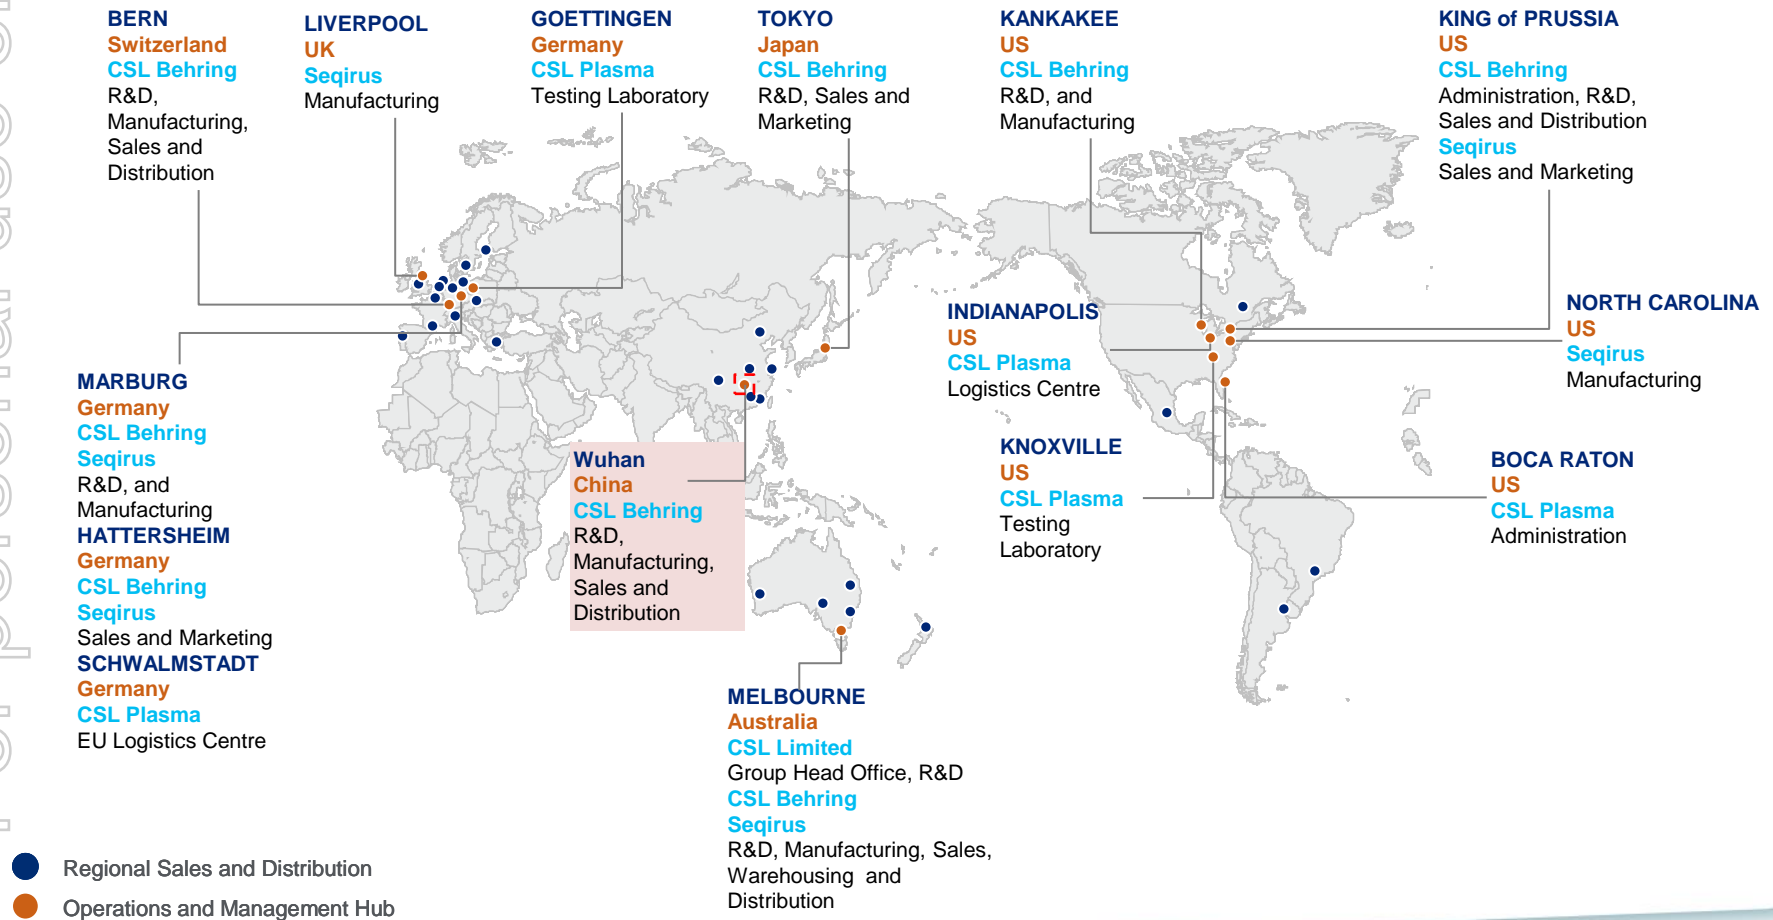 BERN
Switzerland
CSL Behring
R&D,
Manufacturing,
Sales and
Distribution
LIVERPOOL
UK
Seqirus
Manufacturing
GOETTINGEN
Germany
CSL Plasma
Testing Laboratory
TOKYO
Japan
CSL Behring
R&D, Sales and
Marketing
KANKAKEE
US
CSL Behring
R&D, and
Manufacturing
KING of PRUSSIA
US
CSL Behring
Administration, R&D,
Sales and Distribution
Seqirus
Sales and Marketing
INDIANAPOLIS
US
CSL Plasma
Logistics Centre
NORTH CAROLINA
US
Seqirus
Manufacturing
MARBURG
Germany
CSL Behring
Seqirus
R&D, and
Manufacturing
HATTERSHEIM
Germany
CSL Behring
Seqirus
Sales and Marketing
SCHWALMSTADT
Germany
CSL Plasma
EU Logistics Centre
Wuhan
China
CSL Behring
R&D,
Manufacturing,
Sales and
Distribution
KNOXVILLE
US
CSL Plasma
Testing
Laboratory
BOCA RATON
US
CSL Plasma
Administration
MELBOURNE
Australia
CSL Limited
Group Head Office, R&D
CSL Behring
Seqirus
R&D, Manufacturing, Sales,
Warehousing and
Distribution
Regional Sales and Distribution
Operations and Management Hub